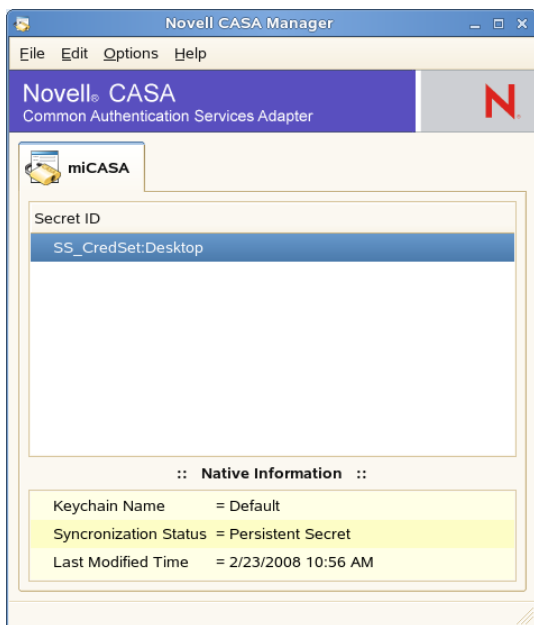 Novell CASA Manager
File Edit Options Help
Novell® CASA
Common Authentication Services Adapter
N
miCASA
Secret ID
SS_CredSet:Desktop
:: Native Information ::
Keychain Name = Default
Syncronization Status = Persistent Secret
Last Modified Time = 2/23/2008 10:56 AM